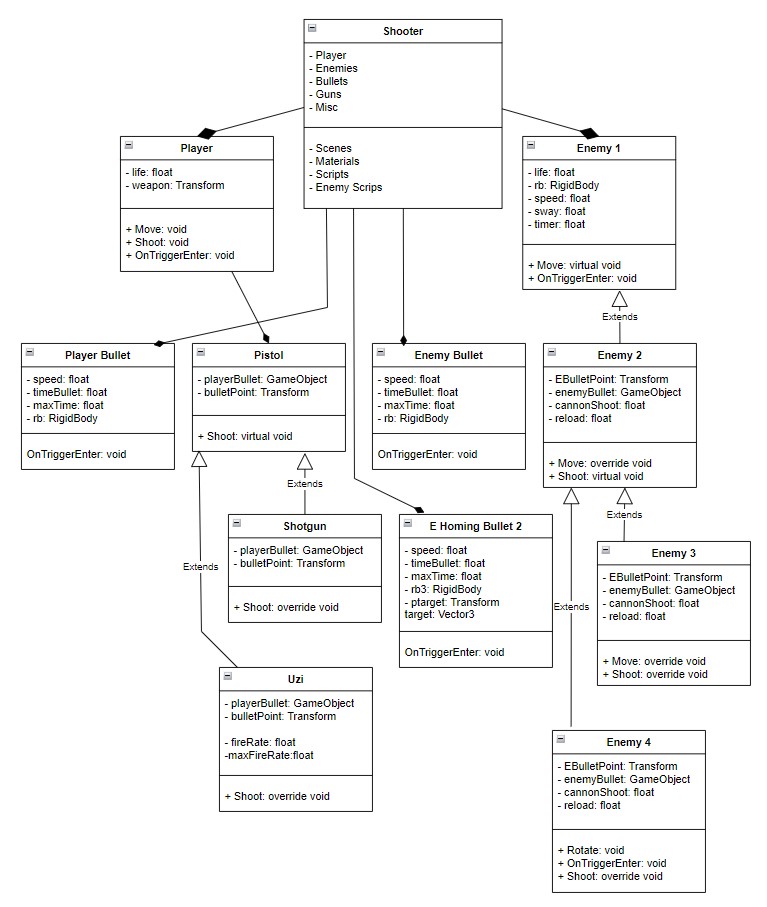 Shooter
- Player
- Enemies
- Bullets
- Guns
- Misc
- Scenes
- Materials
- Scripts
- Enemy Scrips
Player
- life: float
- weapon: Transform
+ Move: void
+ Shoot: void
+ OnTriggerEnter: void
Enemy 1
- life: float
- rb: RigidBody
- speed: float
- sway: float
- timer: float
+ Move: virtual void
+ OnTriggerEnter: void
Extends
Player Bullet
- speed: float
- timeBullet: float
- maxTime: float
- rb: RigidBody
OnTriggerEnter: void
Pistol
- playerBullet: GameObject
- bulletPoint: Transform
+ Shoot: virtual void
Enemy Bullet
- speed: float
- timeBullet: float
- maxTime: float
- rb: RigidBody
OnTriggerEnter: void
Enemy 2
- EBulletPoint: Transform
- enemyBullet: GameObject
- cannonShoot: float
- reload: float
+ Move: override void
+ Shoot: virtual void
Extends
Extends
Shotgun
- playerBullet: GameObject
- bulletPoint: Transform
+ Shoot: override void
E Homing Bullet 2
- speed: float
- timeBullet: float
- maxTime: float
- rb3: RigidBody
- ptarget: Transform
target: Vector3
OnTriggerEnter: void
Enemy 3
- EBulletPoint: Transform
- enemyBullet: GameObject
- cannonShoot: float
- reload: float
+ Move: override void
+ Shoot: override void
Extends
Extends
Uzi
- playerBullet: GameObject
- bulletPoint: Transform
- fireRate: float
-maxFireRate:float
+ Shoot: override void
Enemy 4
- EBulletPoint: Transform
- enemyBullet: GameObject
- cannonShoot: float
- reload: float
+ Rotate: void
+ OnTriggerEnter: void
+ Shoot: override void